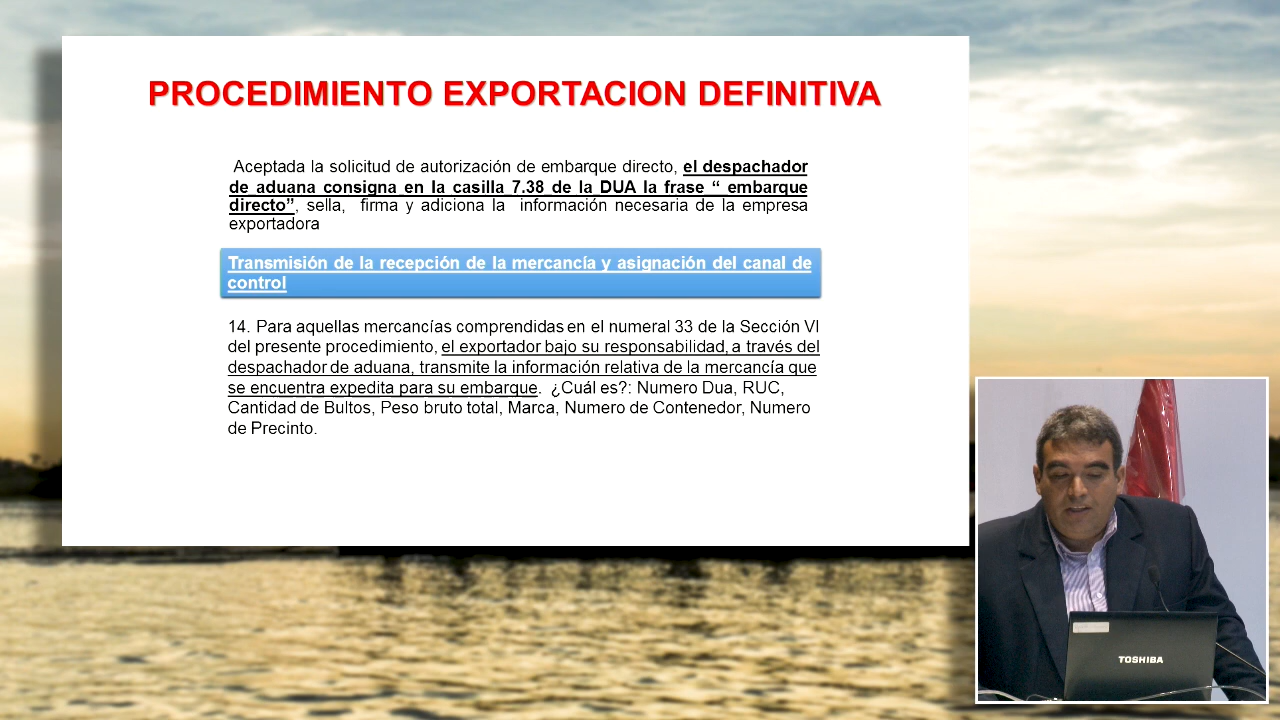 PROCEDIMIENTO EXPORTACION DEFINITIVA
Aceptada la solicitud de autorización de embarque directo, el despachador
de aduana consigna en la casilla 7.38 de la DUA la frase “ embarque
directo”, sella, firma y adiciona la información necesaria de la empresa
exportadora
Transmisión de la recepción de la mercancía y asignación del canal de
control
14. Para aquellas mercancías comprendidas en el numeral 33 de la Sección VI
del presente procedimiento, el exportador bajo su responsabilidad, a través del
despachador de aduana, transmite la información relativa de la mercancía que
se encuentra expedita para su embarque. ¿Cuál es?: Numero Dua, RUC,
Cantidad de Bultos, Peso bruto total, Marca, Numero de Contenedor, Numero
de Precinto.
TOSHIBA